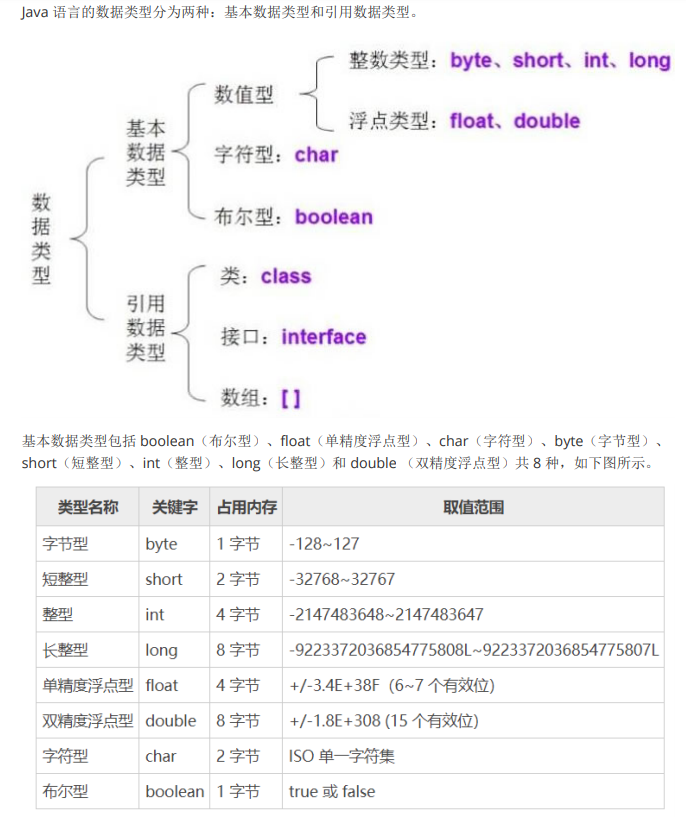 Java 语言的数据类型分为两种：基本数据类型和引用数据类型。
数据类型
基本数据类型
数值型
整数类型：byte、short、int、long
浮点类型：float、double
字符型：char
布尔型：boolean
引用数据类型
类：class
接口：interface
数组：[ ]
基本数据类型包括 boolean（布尔型）、float（单精度浮点型）、char（字符型）、byte（字节型）、
short（短整型）、int（整型）、long（长整型）和 double （双精度浮点型）共 8 种，如下图所示。
类型名称 关键字 占用内存 取值范围
字节型 byte 1 字节 -128~127
短整型 short 2 字节 -32768~32767
整型 int 4 字节 -2147483648~2147483647
长整型 long 8 字节 -9223372036854775808L~9223372036854775807L
单精度浮点型 float 4 字节 +/-3.4E+38F（6~7 个有效位）
双精度浮点型 double 8 字节 +/-1.8E+308 (15 个有效位）
字符型 char 2 字节 ISO 单一字符集
布尔型 boolean 1 字节 true 或 false